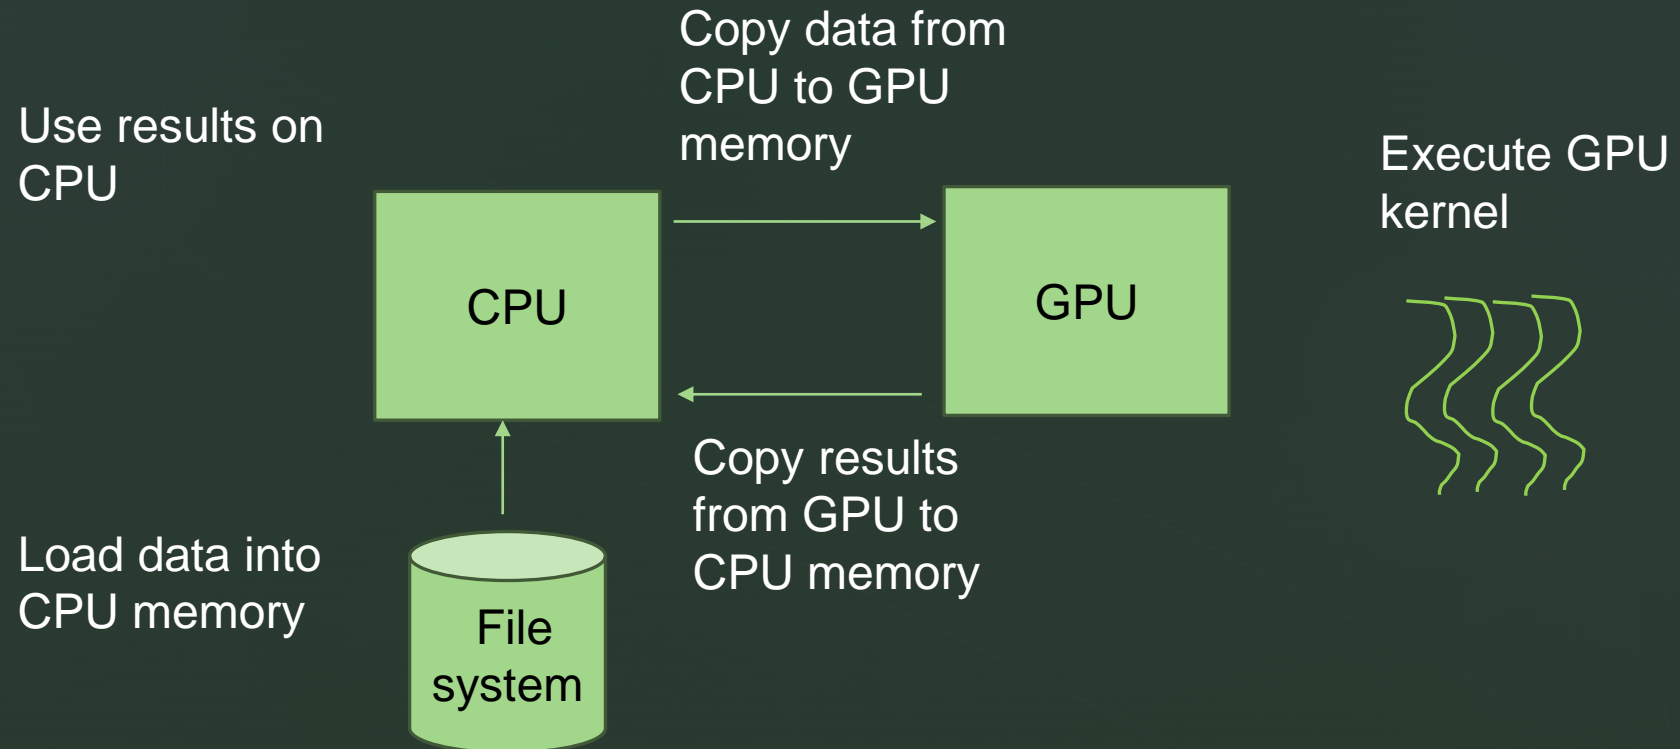 Copy data from
CPU to GPU
memory
Use results on
CPU
Execute GPU
kernel
CPU
GPU
Copy results
from GPU to
CPU memory
Load data into
CPU memory
File
system